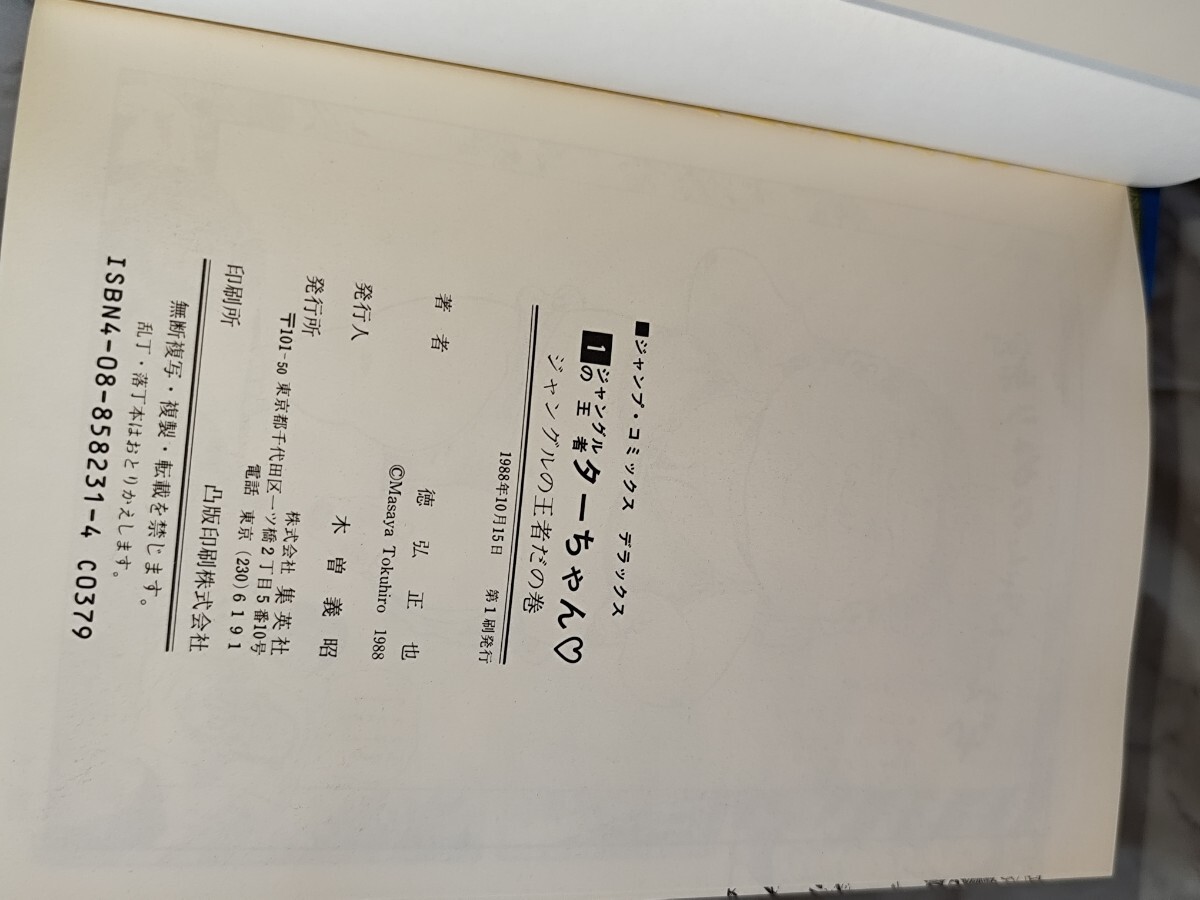 ■ジャンプ・コミックス デラックス
1 ジャングルの王者 ターちゃん♡
ジャングルの王者だの巻
1988年10月15日 第1刷発行
著者 徳弘正也
©Masaya Tokuhiro 1988
発行人 木曽義昭
発行所 株式会社 集英社
〒101-50 東京都千代田区一ツ橋2丁目5番10号
電話 東京 (230)6191
印刷所 凸版印刷株式会社
無断複写・複製・転載を禁じます。
乱丁・落丁本はおとりかえします。
ISBN4-08-858231-4 C0379